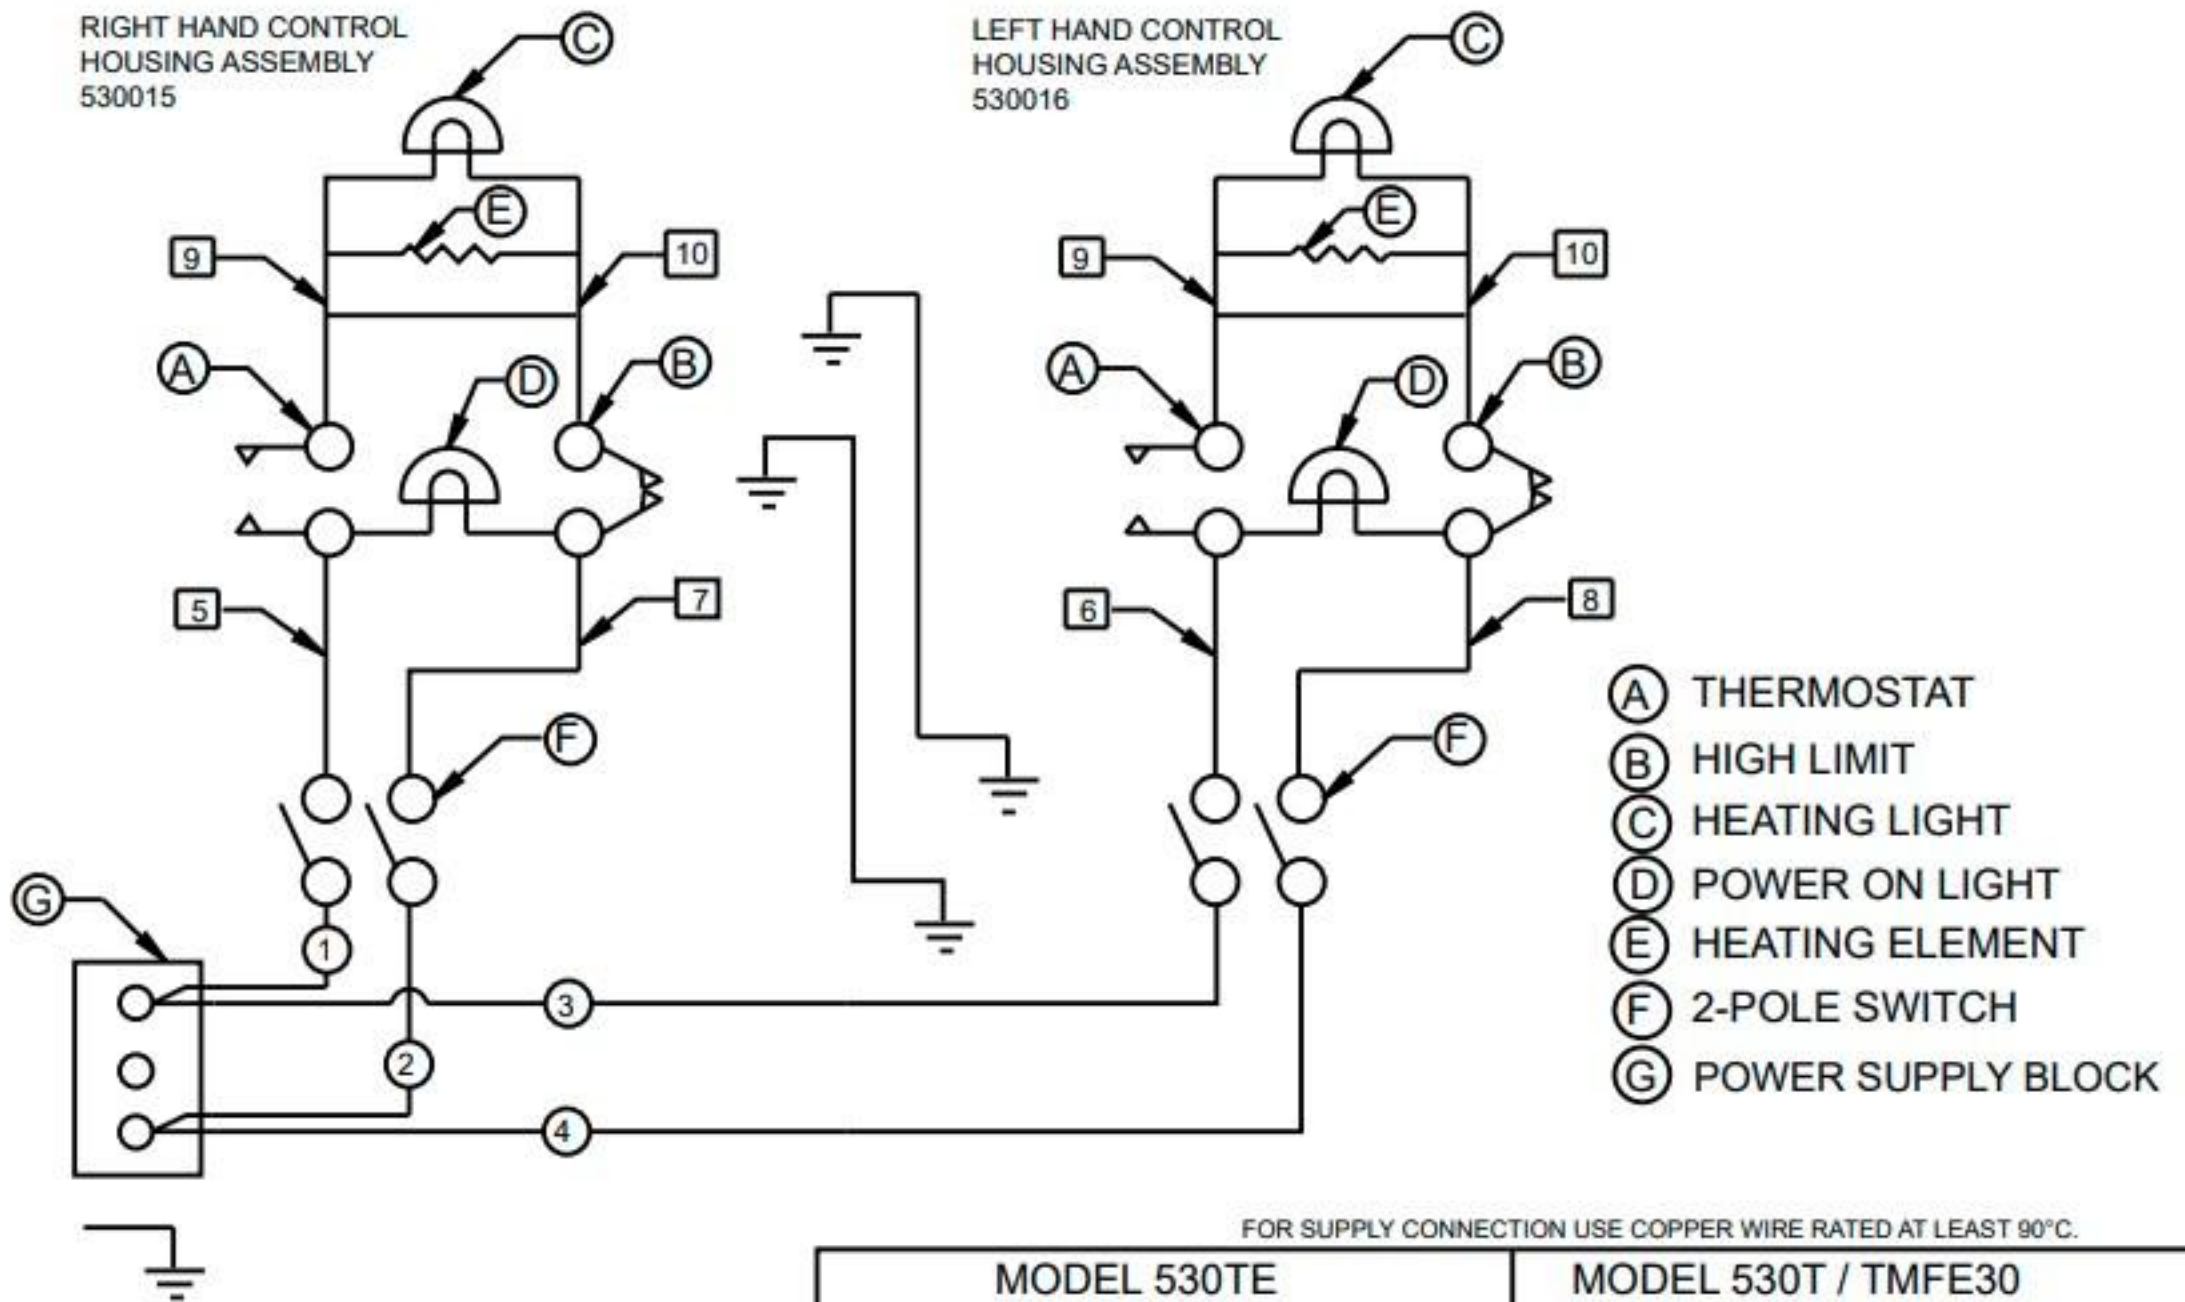 RIGHT HAND CONTROL
HOUSING ASSEMBLY
530015
C
LEFT HAND CONTROL
HOUSING ASSEMBLY
530016
C
E
9
10
A
D
B
5
7
F
E
9
10
A
D
B
6
8
F
G
1
3
2
4
A THERMOSTAT
B HIGH LIMIT
C HEATING LIGHT
D POWER ON LIGHT
E HEATING ELEMENT
F 2-POLE SWITCH
G POWER SUPPLY BLOCK
FOR SUPPLY CONNECTION USE COPPER WIRE RATED AT LEAST 90°C.
MODEL 530TE
MODEL 530T / TMFE30